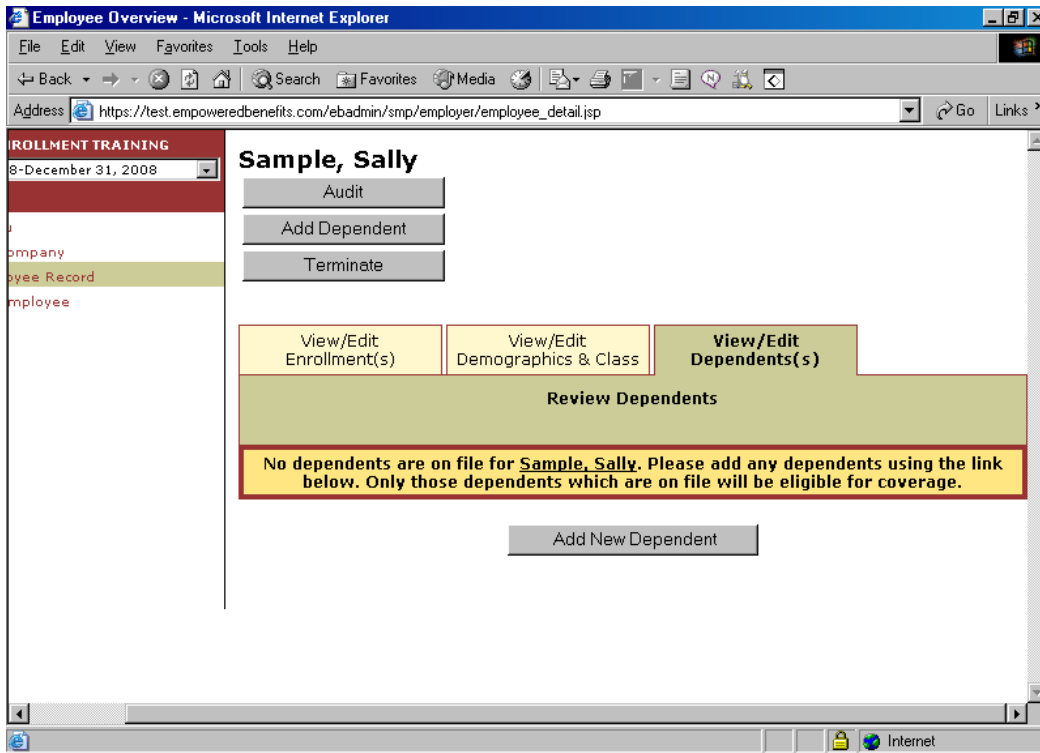 Employee Overview - Microsoft Internet Explorer
File Edit View Favorites Tools Help
Back Search Favorites Media
Address https://test.empoweredbenefits.com/ebadmin/smp/employer/employee_detail.jsp Go Links
ROLLMENT TRAINING
8-December 31, 2008
ompany
oyee Record
mployee
Sample, Sally
Audit
Add Dependent
Terminate
View/Edit
Enrollment(s)
View/Edit
Demographics & Class
View/Edit
Dependents(s)
Review Dependents
No dependents are on file for Sample, Sally. Please add any dependents using the link
below. Only those dependents which are on file will be eligible for coverage.
Add New Dependent
Internet